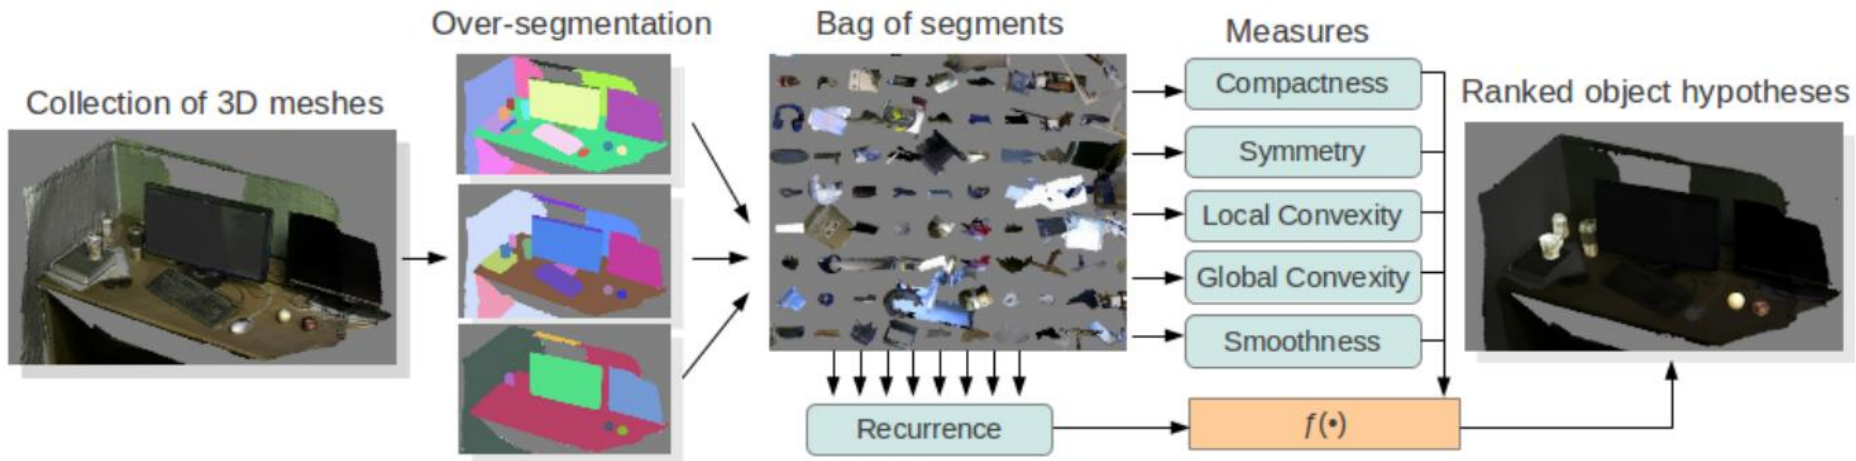 Collection of 3D meshes
Over-segmentation
Bag of segments
Measures
Compactness
Symmetry
Local Convexity
Global Convexity
Smoothness
Recurrence
ƒ(•)
Ranked object hypotheses